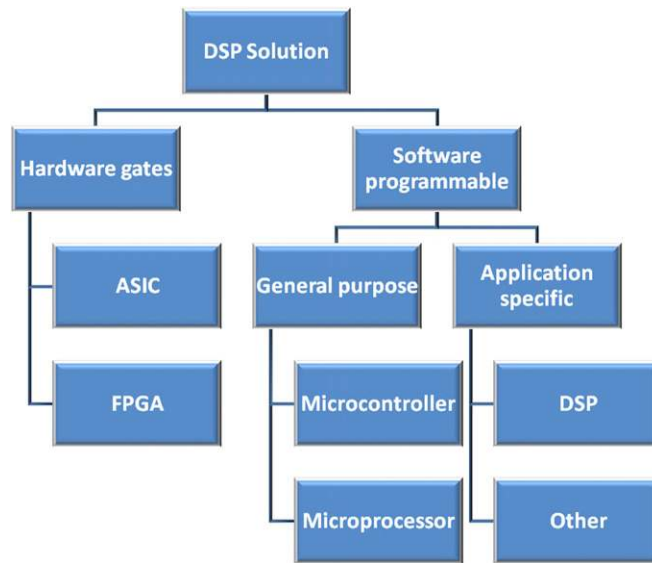 DSP Solution
Hardware gates
Software
programmable
ASIC
General purpose
Application
specific
FPGA
Microcontroller
DSP
Microprocessor
Other